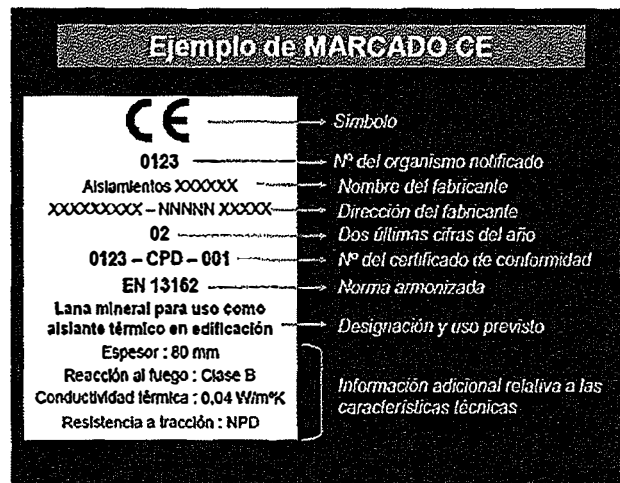 Ejemplo de MARCADO CE
CE → Símbolo
0123 → Nº del organismo notificado
Aislamientos XXXXXX → Nombre del fabricante
XXXXXXXXX – NNNNN XXXXX → Dirección del fabricante
02 → Dos últimas cifras del año
0123 – CPD – 001 → Nº del certificado de conformidad
EN 13162 → Norma armonizada
Lana mineral para uso como
aislante térmico en edificación → Designación y uso previsto
Espesor : 80 mm
Reacción al fuego : Clase B
Conductividad térmica : 0,04 W/mºK
Resistencia a tracción : NPD
Información adicional relativa a las
características técnicas